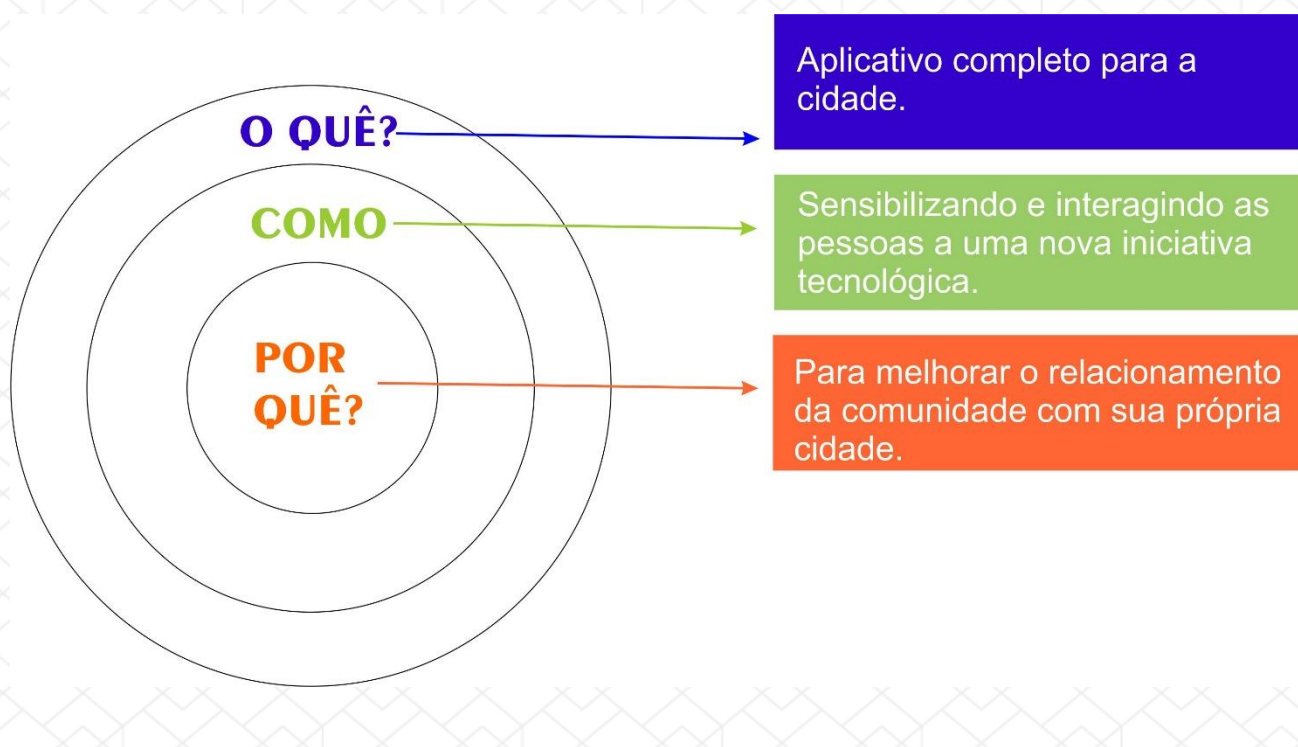 O QUÊ?
Aplicativo completo para a
cidade.
COMO
Sensibilizando e interagindo as
pessoas a uma nova iniciativa
tecnológica.
POR
QUÊ?
Para melhorar o relacionamento
da comunidade com sua própria
cidade.